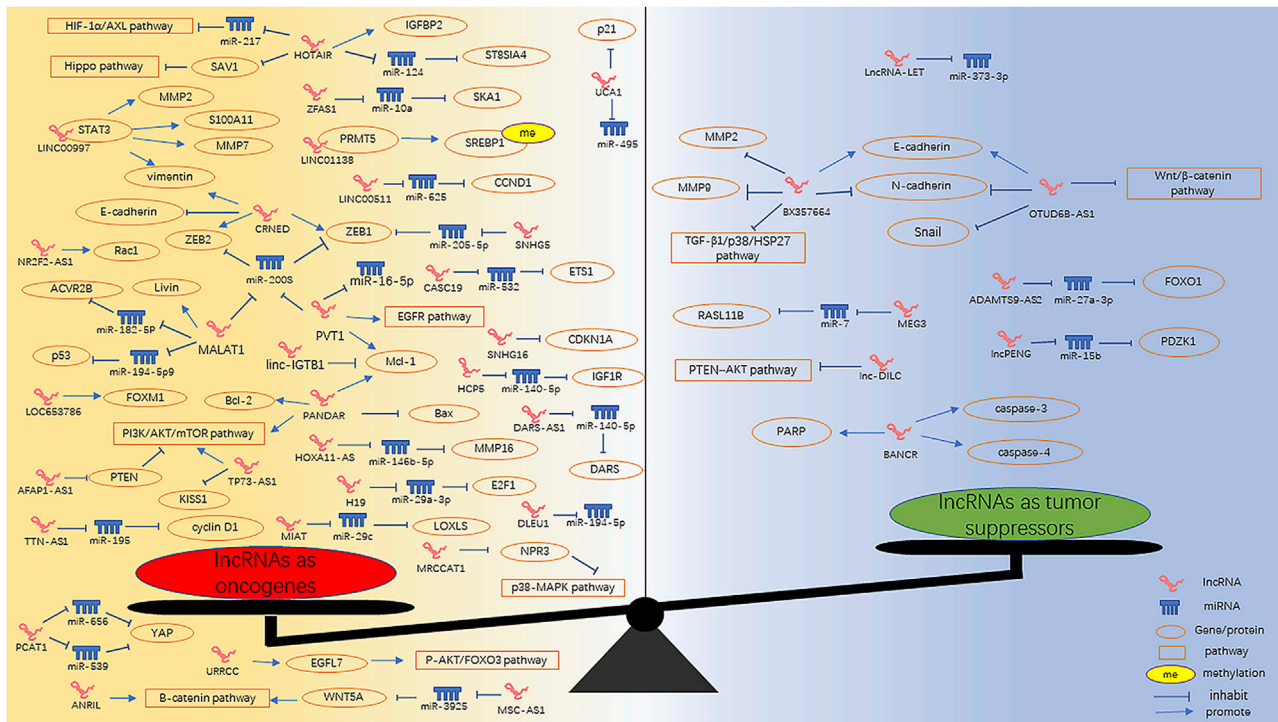 HIF-1α/AXL pathway
miR-217
HOTAIR
IGFBP2
Hippo pathway
SAV1
miR-124
ST8SIA4
MMP2
ZFAS1
miR-10a
SKA1
STAT3
LINC00997
S100A11
MMP7
vimentin
PRMT5
LINC01138
SREBP1
me
p21
UCA1
miR-495
LINC00511
miR-625
CCND1
E-cadherin
CRNED
ZEB2
ZEB1
miR-205-5p
SNHG5
NR2F2-AS1
Rac1
miR-200S
miR-16-5p
CASC19
miR-532
ETS1
ACVR2B
Livin
miR-182-5P
MALAT1
PVT1
EGFR pathway
p53
miR-194-5p9
linc-IGTB1
Mcl-1
SNHG16
CDKN1A
HCP5
miR-140-5p
IGF1R
LOC653786
FOXM1
Bcl-2
PANDAR
Bax
DARS-AS1
miR-140-5p
DARS
PI3K/AKT/mTOR pathway
HOXA11-AS
miR-146b-5p
MMP16
AFAP1-AS1
PTEN
TP73-AS1
KISS1
H19
miR-29a-3p
E2F1
TTN-AS1
miR-195
cyclin D1
MIAT
miR-29c
LOXLS
DLEU1
miR-194-5p
MRCCAT1
NPR3
p38-MAPK pathway
lncRNAs as
oncogenes
PCAT1
miR-656
miR-539
YAP
URRCC
EGFL7
P-AKT/FOXO3 pathway
ANRIL
B-catenin pathway
WNT5A
miR-3925
MSC-AS1
LncRNA-LET
miR-373-3p
MMP2
MMP9
BX357664
E-cadherin
N-cadherin
Snail
OTUD6B-AS1
Wnt/β-catenin
pathway
TGF-β1/p38/HSP27
pathway
ADAMTS9-AS2
miR-27a-3p
FOXO1
RASL11B
miR-7
MEG3
lncPENG
miR-15b
PDZK1
PTEN–AKT pathway
lnc-DILC
PARP
BANCR
caspase-3
caspase-4
lncRNAs as tumor
suppressors
lncRNA
miRNA
Gene/protein
pathway
me
methylation
inhabit
promote